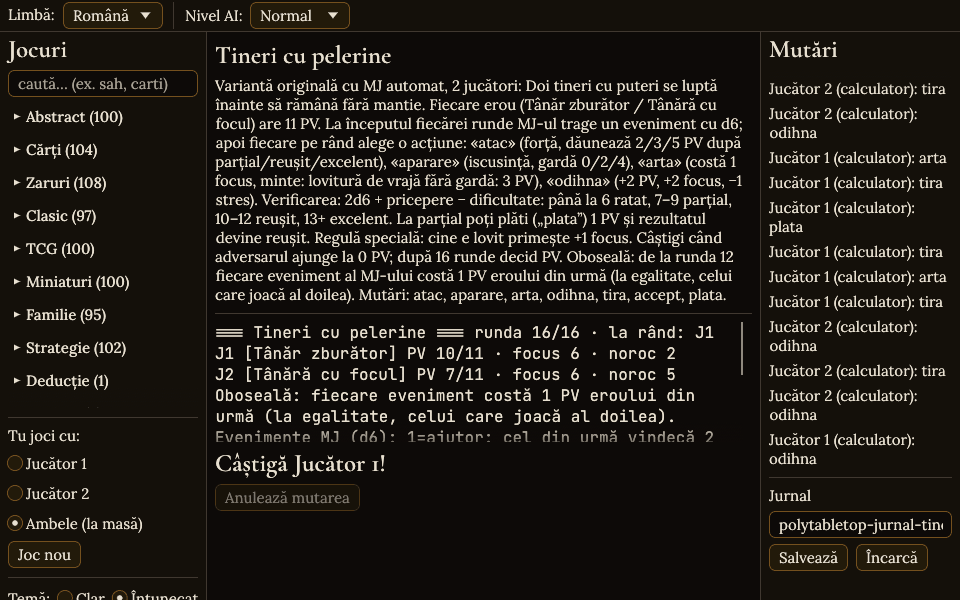 Limbă: Română ▼ Nivel AI: Normal ▼
Jocuri
caută... (ex. sah, carti)
▸ Abstract (100)
▸ Cărți (104)
▸ Zaruri (108)
▸ Clasic (97)
▸ TCG (100)
▸ Miniaturi (100)
▸ Familie (95)
▸ Strategie (102)
▸ Deducție (1)
Tu joci cu:
Jucător 1
Jucător 2
Ambele (la masă)
Joc nou
Temă: Clar Întunecat
Tineri cu pelerine
Variantă originală cu MJ automat, 2 jucători: Doi tineri cu puteri se luptă
înainte să rămână fără mantie. Fiecare erou (Tânăr zburător / Tânără cu
focul) are 11 PV. La începutul fiecărei runde MJ-ul trage un eveniment cu d6;
apoi fiecare pe rând alege o acțiune: «atac» (forță, dăunează 2/3/5 PV după
parțial/reușit/excelent), «aparare» (iscusință, gardă 0/2/4), «arta» (costă 1
focus, minte: lovitură de vrajă fără gardă: 3 PV), «odihna» (+2 PV, +2 focus, −1
stres). Verificarea: 2d6 + pricepere − dificultate: până la 6 ratat, 7–9 parțial,
10–12 reușit, 13+ excelent. La parțial poți plăti („plata”) 1 PV și rezultatul
devine reușit. Regulă specială: cine e lovit primește +1 focus. Câștigi când
adversarul ajunge la 0 PV; după 16 runde decid PV. Oboseală: de la runda 12
fiecare eveniment al MJ-ului costă 1 PV eroului din urmă (la egalitate, celui
care joacă al doilea). Mutări: atac, aparare, arta, odihna, tira, accept, plata.
═══ Tineri cu pelerine ═══ runda 16/16 · la rând: J1
J1 [Tânăr zburător] PV 10/11 · focus 6 · noroc 2
J2 [Tânără cu focul] PV 7/11 · focus 6 · noroc 5
Oboseală: fiecare eveniment costă 1 PV eroului din
urmă (la egalitate, celui care joacă al doilea).
Evenimente MJ (d6): 1=ajutor: cel din urmă vindecă 2
Câștigă Jucător 1!
Anulează mutarea
Mutări
Jucător 2 (calculator): tira
Jucător 2 (calculator):
odihna
Jucător 1 (calculator): arta
Jucător 1 (calculator): tira
Jucător 1 (calculator):
plata
Jucător 1 (calculator): tira
Jucător 1 (calculator): arta
Jucător 1 (calculator): tira
Jucător 2 (calculator):
odihna
Jucător 2 (calculator): tira
Jucător 2 (calculator):
odihna
Jucător 1 (calculator):
odihna
Jurnal
polytabletop-jurnal-tine
Salvează Încarcă